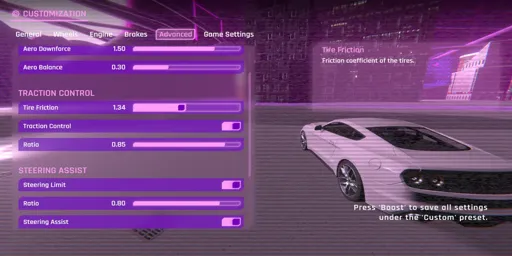 CUSTOMIZATION
General Wheels Engine Brakes Advanced Game Settings
Aero Downforce 1.50
Aero Balance 0.30
TRACTION CONTROL
Tire Friction 1.34
Traction Control
Ratio 0.85
STEERING ASSIST
Steering Limit
Ratio 0.80
Steering Assist
Tire Friction
Friction coefficient of the tires.
Press 'Boost' to save all settings
under the 'Custom' preset.